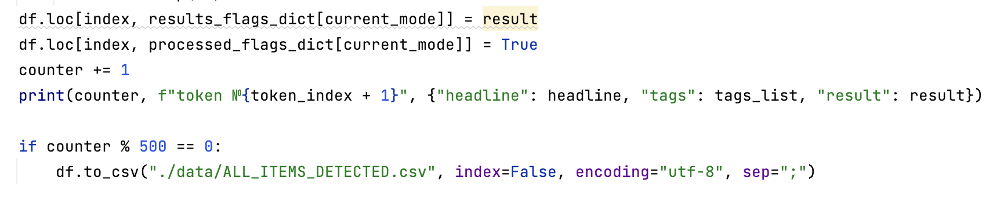 df.loc[index, results_flags_dict[current_mode]] = result
df.loc[index, processed_flags_dict[current_mode]] = True
counter += 1
print(counter, f"token №{token_index + 1}", {"headline": headline, "tags": tags_list, "result": result})
if counter % 500 == 0:
    df.to_csv("./data/ALL_ITEMS_DETECTED.csv", index=False, encoding="utf-8", sep=";")